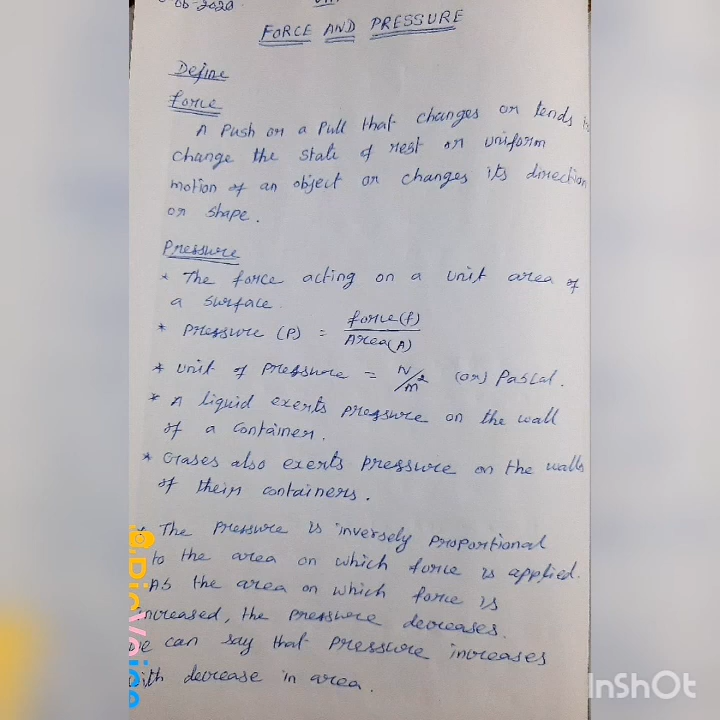 06-2020
FORCE AND PRESSURE
Define
Force
A Push or a Pull that changes or tends
change the state of rest or uniform
motion of an object or changes its direction
or shape.
Pressure
* The force acting on a unit area of
a surface.
* Pressure (P) = force(f)/Area(A)
* unit of pressure = N/m² (or) Pascal.
* A liquid exerts pressure on the wall
of a container.
* Gases also exerts pressure on the walls
of their containers.
* The pressure is inversely proportional
to the area on which force is applied.
As the area on which force is
increased, the pressure decreases.
we can say that pressure increases
with decrease in area.
InShOt